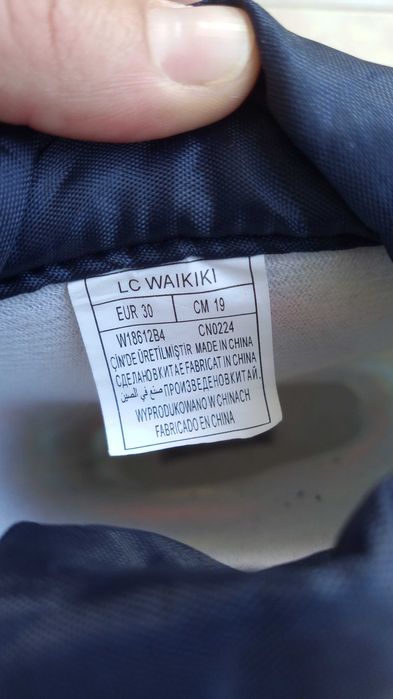 LC WAIKIKI
EUR 30 CM 19
W18612B4 CN0224
ÇİN'DE ÜRETİLMİŞTİR MADE IN CHINA
СДЕЛАНО В КИТАЕ FABRICAT IN CHINA
صنع في الصين ПРОИЗВЕДЕНО В КИТАЙ.
WYPRODUKOWANO W CHINACH
FABRICADO EN CHINA